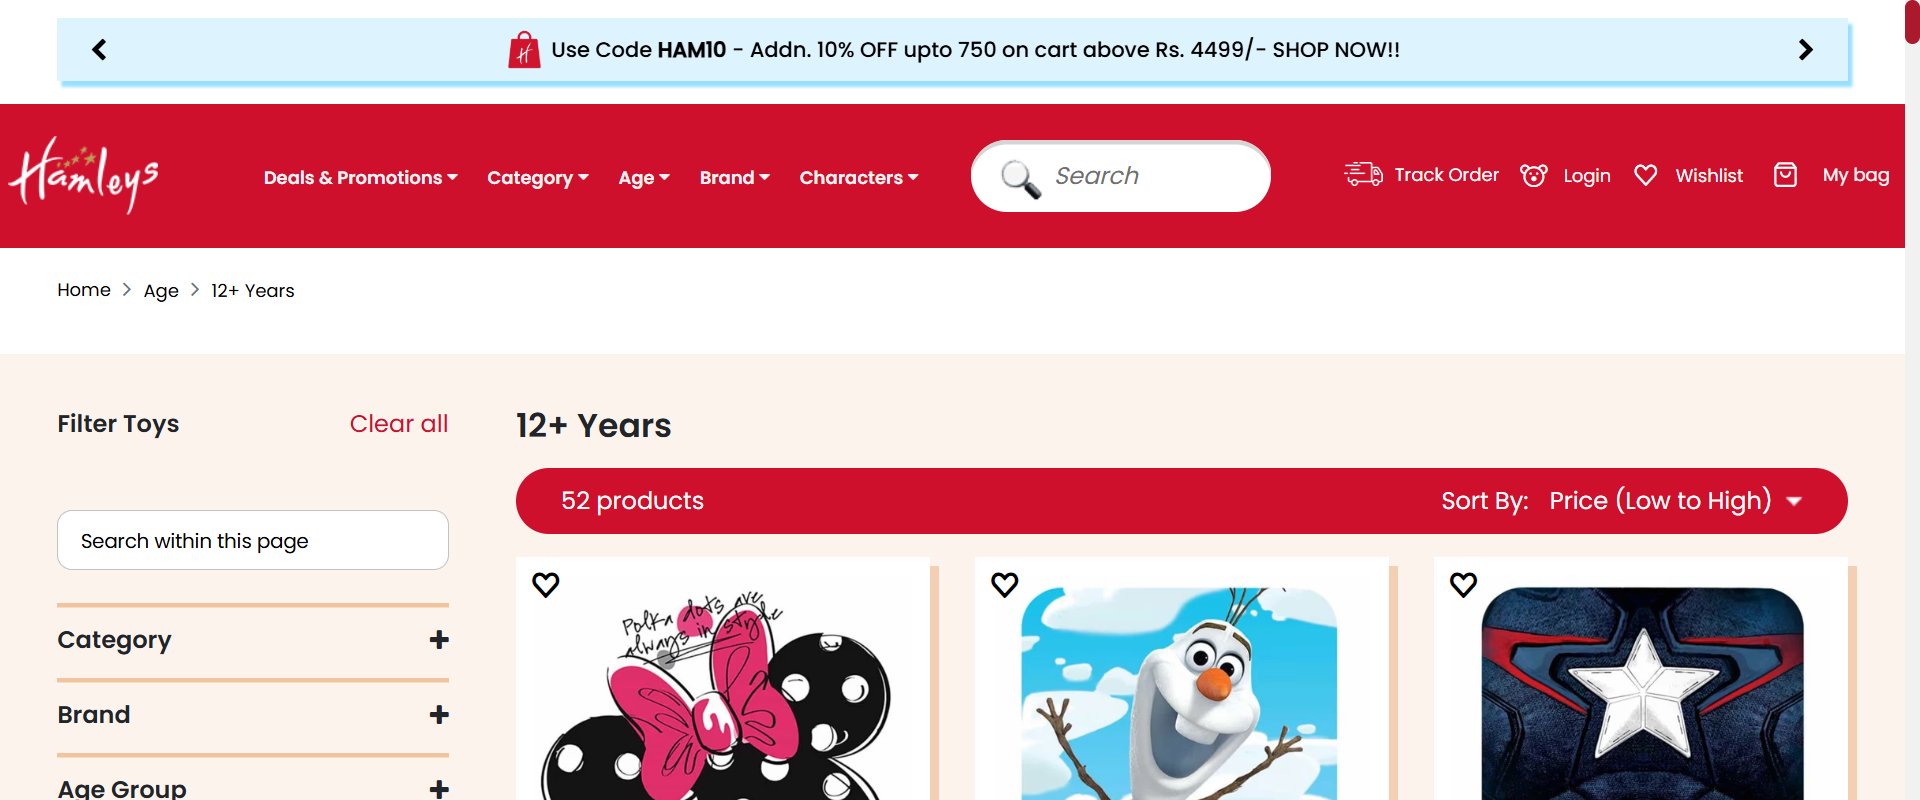 Use Code HAM10 - Addn. 10% OFF upto 750 on cart above Rs. 4499/- SHOP NOW!!
Hamleys
Deals & Promotions
Category
Age
Brand
Characters
Search
Track Order
Login
Wishlist
My bag
Home > Age > 12+ Years
Filter Toys
Clear all
Search within this page
Category
Brand
Age Group
12+ Years
52 products
Sort By: Price (Low to High)
Polka dots are
always in style